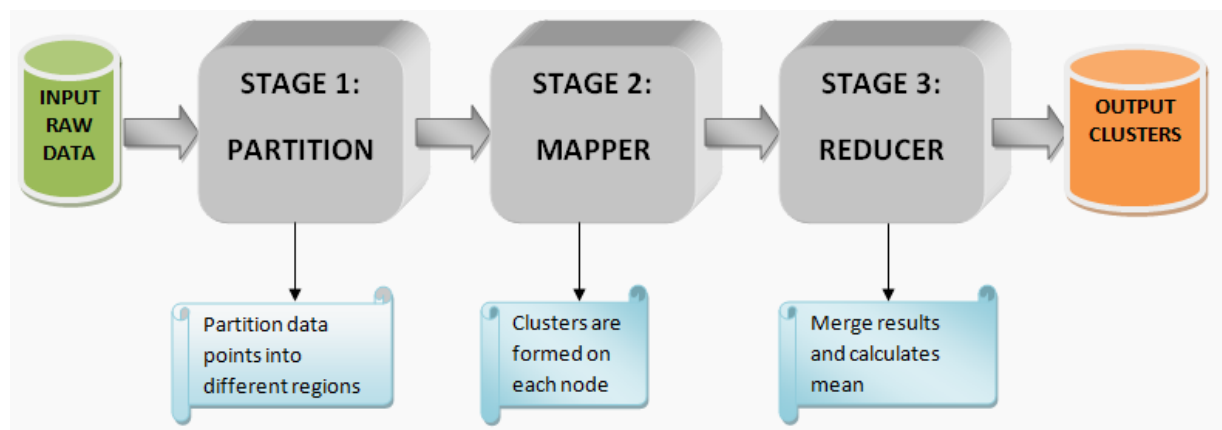 INPUT
RAW
DATA
STAGE 1:
PARTITION
STAGE 2:
MAPPER
STAGE 3:
REDUCER
OUTPUT
CLUSTERS
Partition data
points into
different regions
Clusters are
formed on
each node
Merge results
and calculates
mean